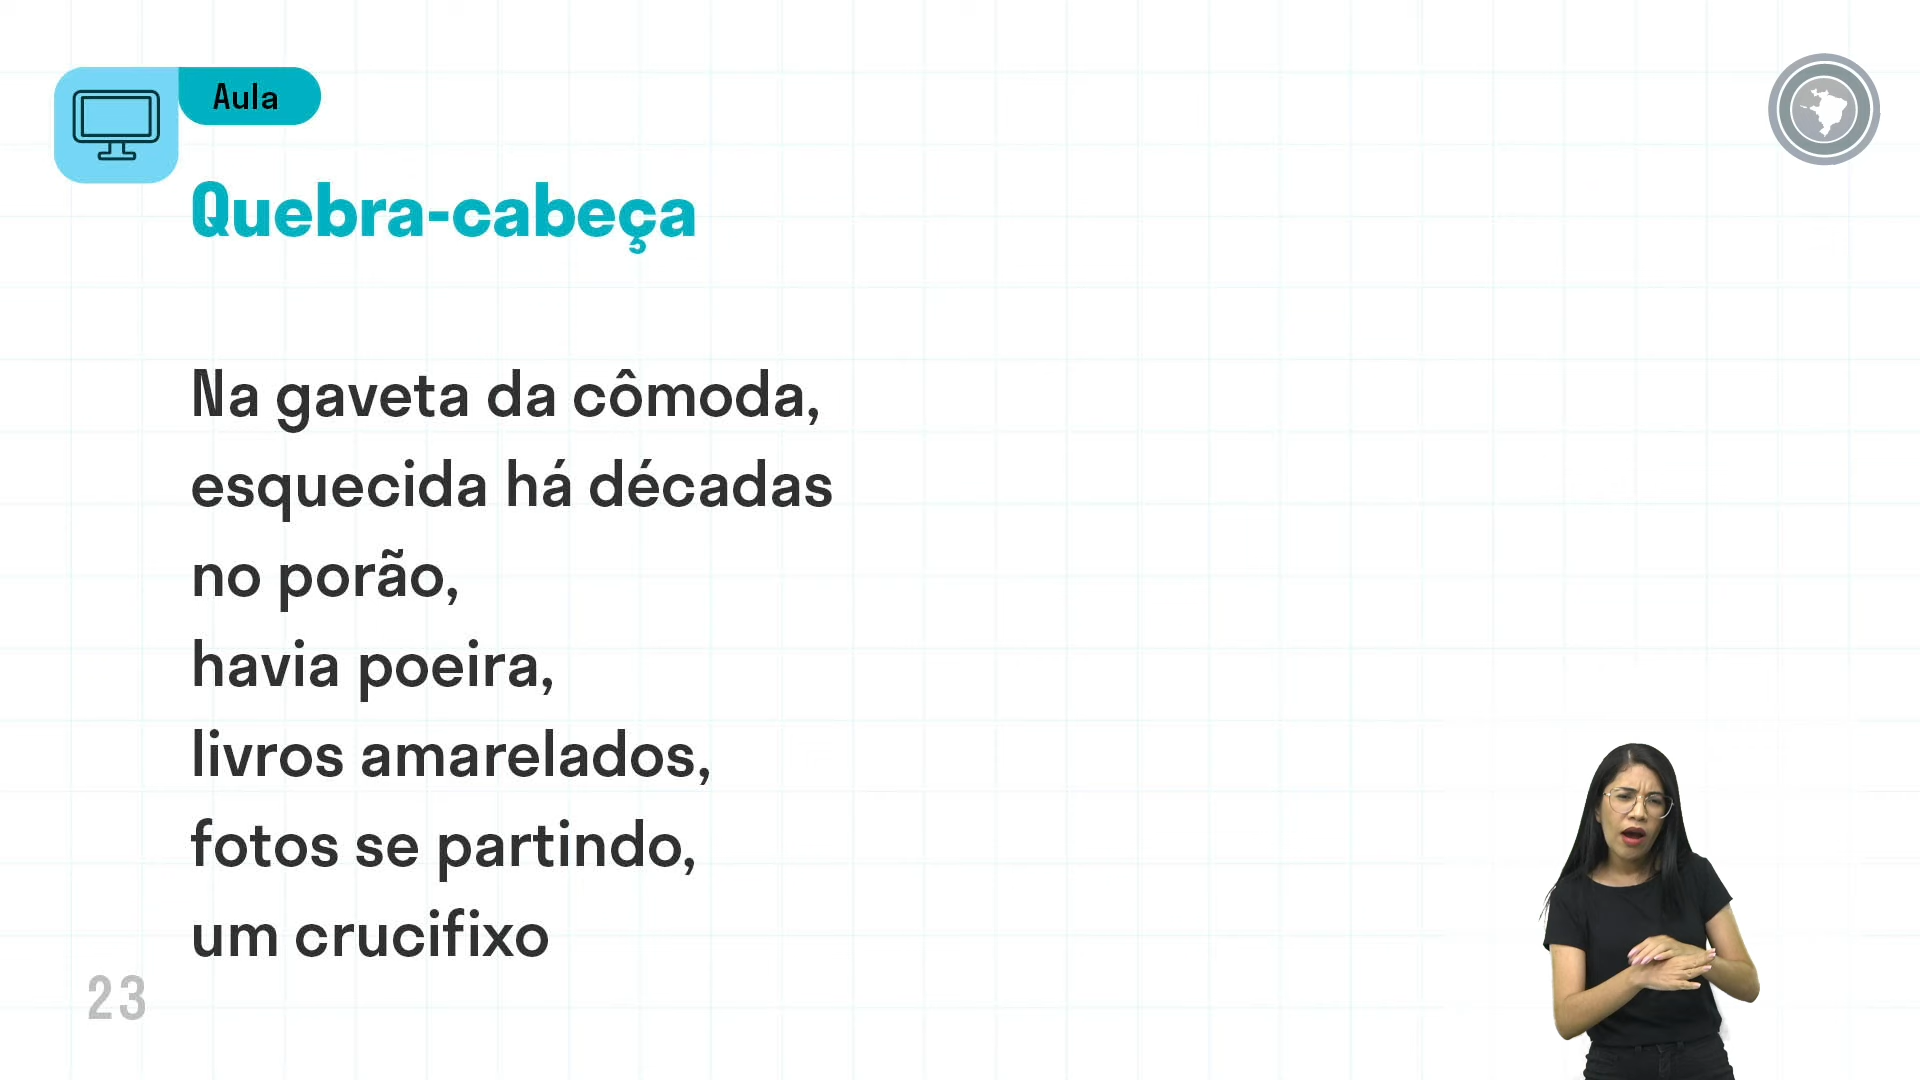 Aula
Quebra-cabeça
Na gaveta da cômoda,
esquecida há décadas
no porão,
havia poeira,
livros amarelados,
fotos se partindo,
um crucifixo
23